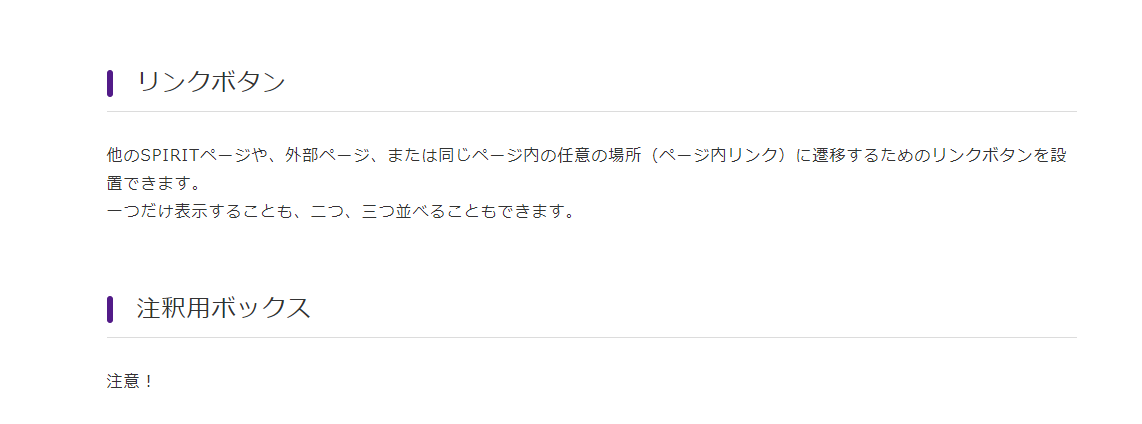 リンクボタン
他のSPIRITページや、外部ページ、または同じページ内の任意の場所（ページ内リンク）に遷移するためのリンクボタンを設
置できます。
一つだけ表示することも、二つ、三つ並べることもできます。
注釈用ボックス
注意！